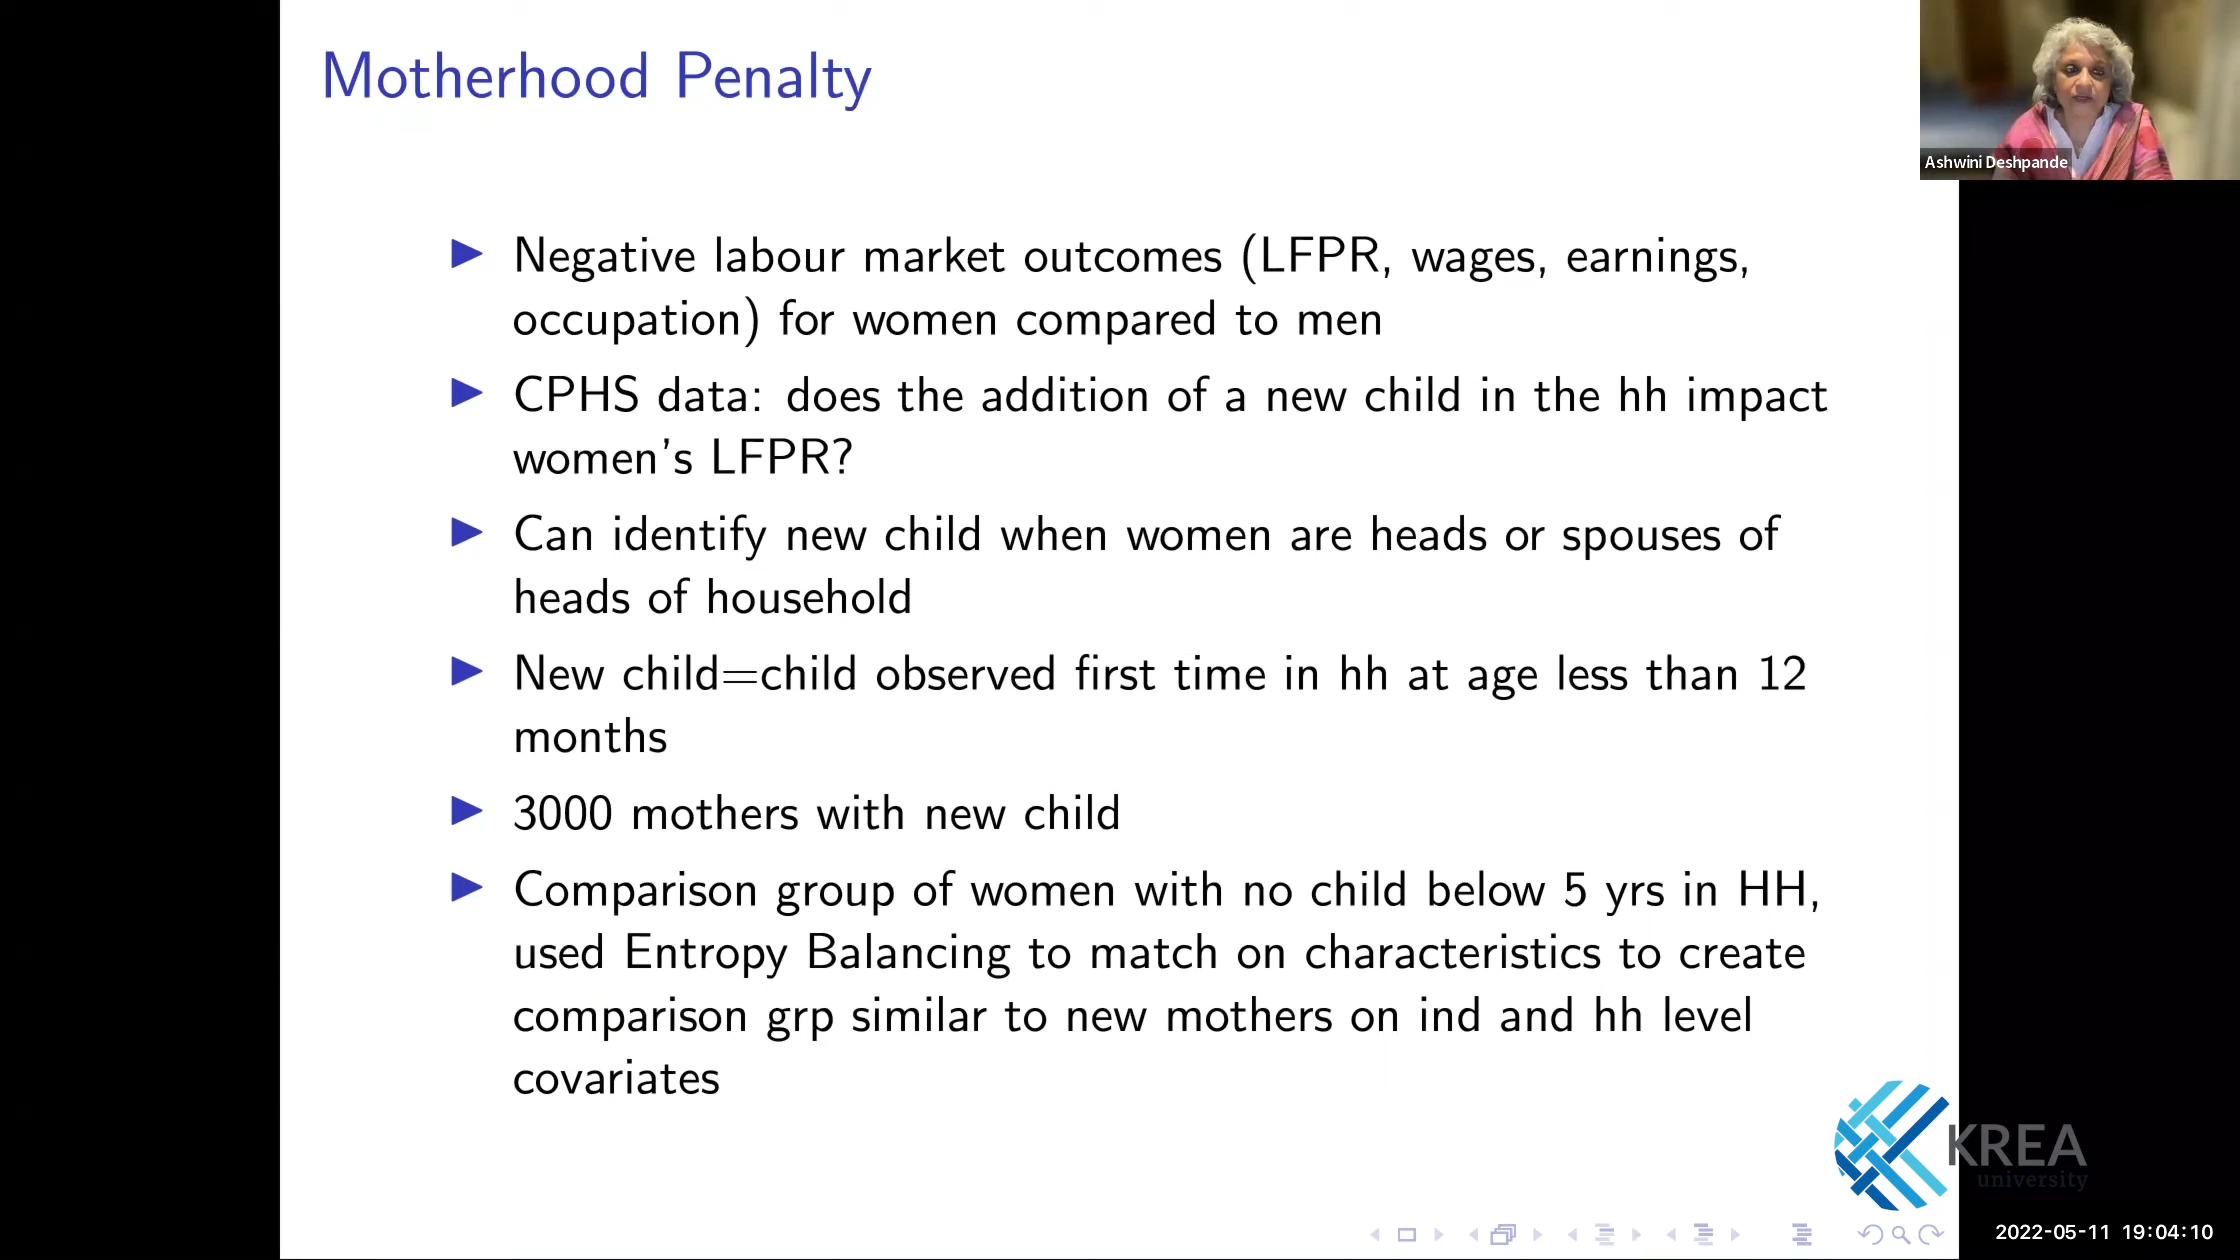 Motherhood Penalty
Ashwini Deshpande
Negative labour market outcomes (LFPR, wages, earnings,
occupation) for women compared to men
CPHS data: does the addition of a new child in the hh impact
women's LFPR?
Can identify new child when women are heads or spouses of
heads of household
New child=child observed first time in hh at age less than 12
months
3000 mothers with new child
Comparison group of women with no child below 5 yrs in HH,
used Entropy Balancing to match on characteristics to create
comparison grp similar to new mothers on ind and hh level
covariates
KREA
university
2022-05-11 19:04:10